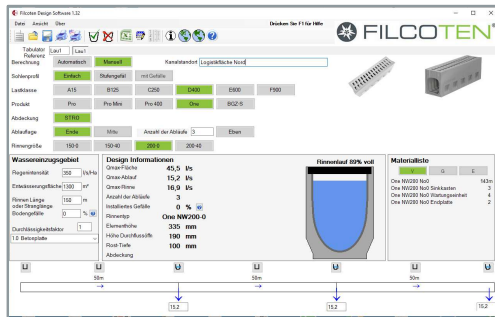 Filcoten Design Software 1.32
Datei Ansicht Über
Drücken Sie F1 für Hilfe
FILCOTEN
Tabulator Lau1 Lau1
Referenz
Berechnung Automatisch Manuell Kanalstandort Logistikfläche Nord
Sohlenprofil Einfach Stufengefäll mit Gefälle
Lastklasse A15 B125 C250 D400 E600 F900
Produkt Pro Pro Mini Pro 400 One BGZ-S
Abdeckung STRO
Ablauflage Ende Mitte Anzahl der Abläufe 3 Eben
Rinnengröße 150-0 150-40 200-0 200-40
Wassereinzugsgebiet
Regenintensität 350 l/s/Ha
Entwässerungsfläche 1300 m²
Rinnen Länge oder Stranglänge 150 m
Bodengefälle 0 %
Durchlässigkeitsfaktor 1
1.0 Betonplatte
Design Informationen
Qmax-Fläche 45,5 l/s
Qmax-Ablauf 15,2 l/s
Qmax-Rinne 16,9 l/s
Anzahl der Abläufe 3
Installiertes Gefälle 0 %
Rinnentyp One NW200-0
Elementhöhe 335 mm
Höhe Durchflussöffn 190 mm
Rost-Tiefe 100 mm
Abdeckung
Rinnenlauf 89% voll
Materialliste
V G E
One NW200 No0 143m
One NW200 No0 Sinkkasten 3
One NW200 No0 Wartungseinheit 4
One NW200 No0 Endplatte 2
50m 50m 50m
15,2 15,2 15,2